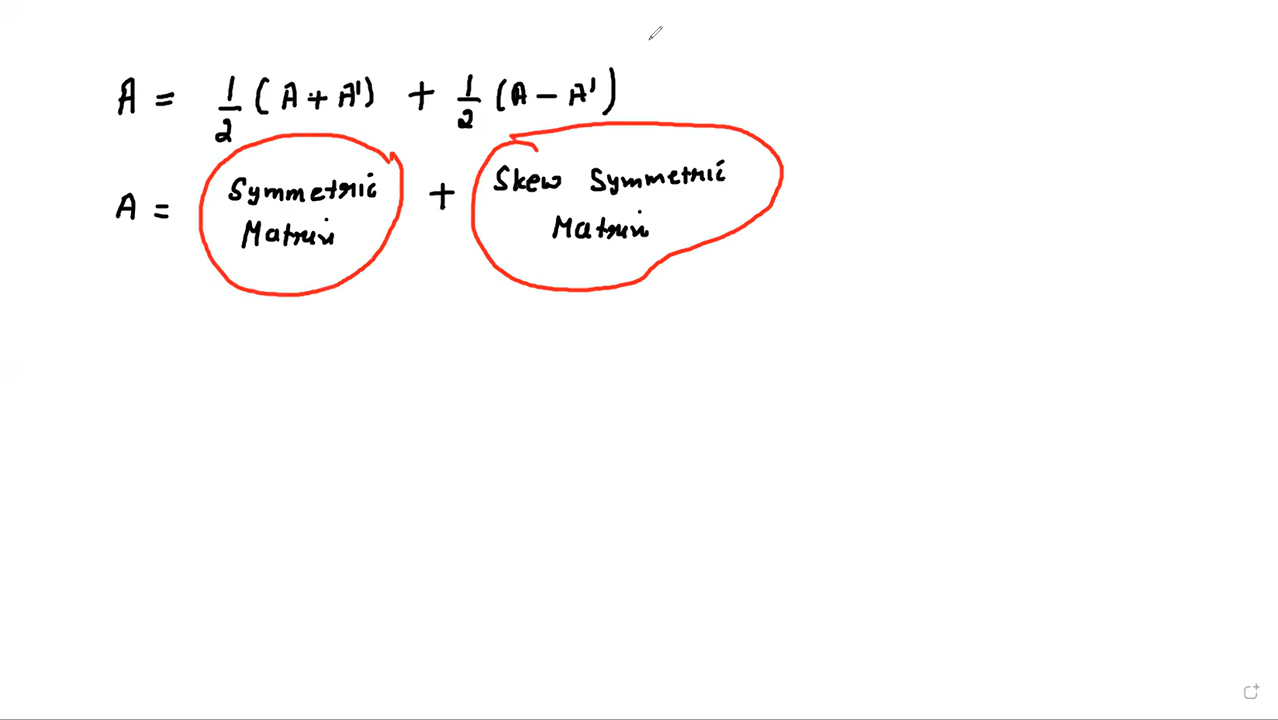 A = 1/2 (A + A') + 1/2 (A - A')
A = Symmetric + Skew Symmetric
Matrix Matrix